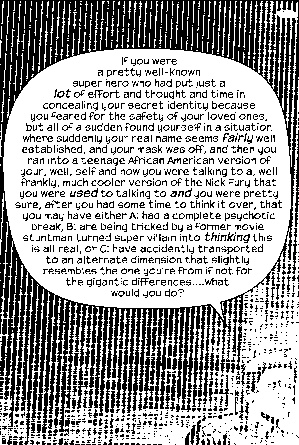 If you were
a pretty well-known
super hero who had put just a
lot of effort and thought and time in
concealing your secret identity because
you feared for the safety of your loved ones,
but all of a sudden found yourself in a situation
where suddenly your real name seems fairly well
established, and your mask was off, and then you
ran into a teenage African American version of
your, well, self and now you were talking to a, well
frankly, much cooler version of the Nick Fury that
you were used to talking to and you were pretty
sure, after you had some time to think it over, that
you may have either A: had a complete psychotic
break, B: are being tricked by a former movie
stuntman turned super villain into thinking this
is all real, or C: have accidently transported
to an alternate dimension that slightly
resembles the one you're from if not for
the gigantic differences....what
would you do?